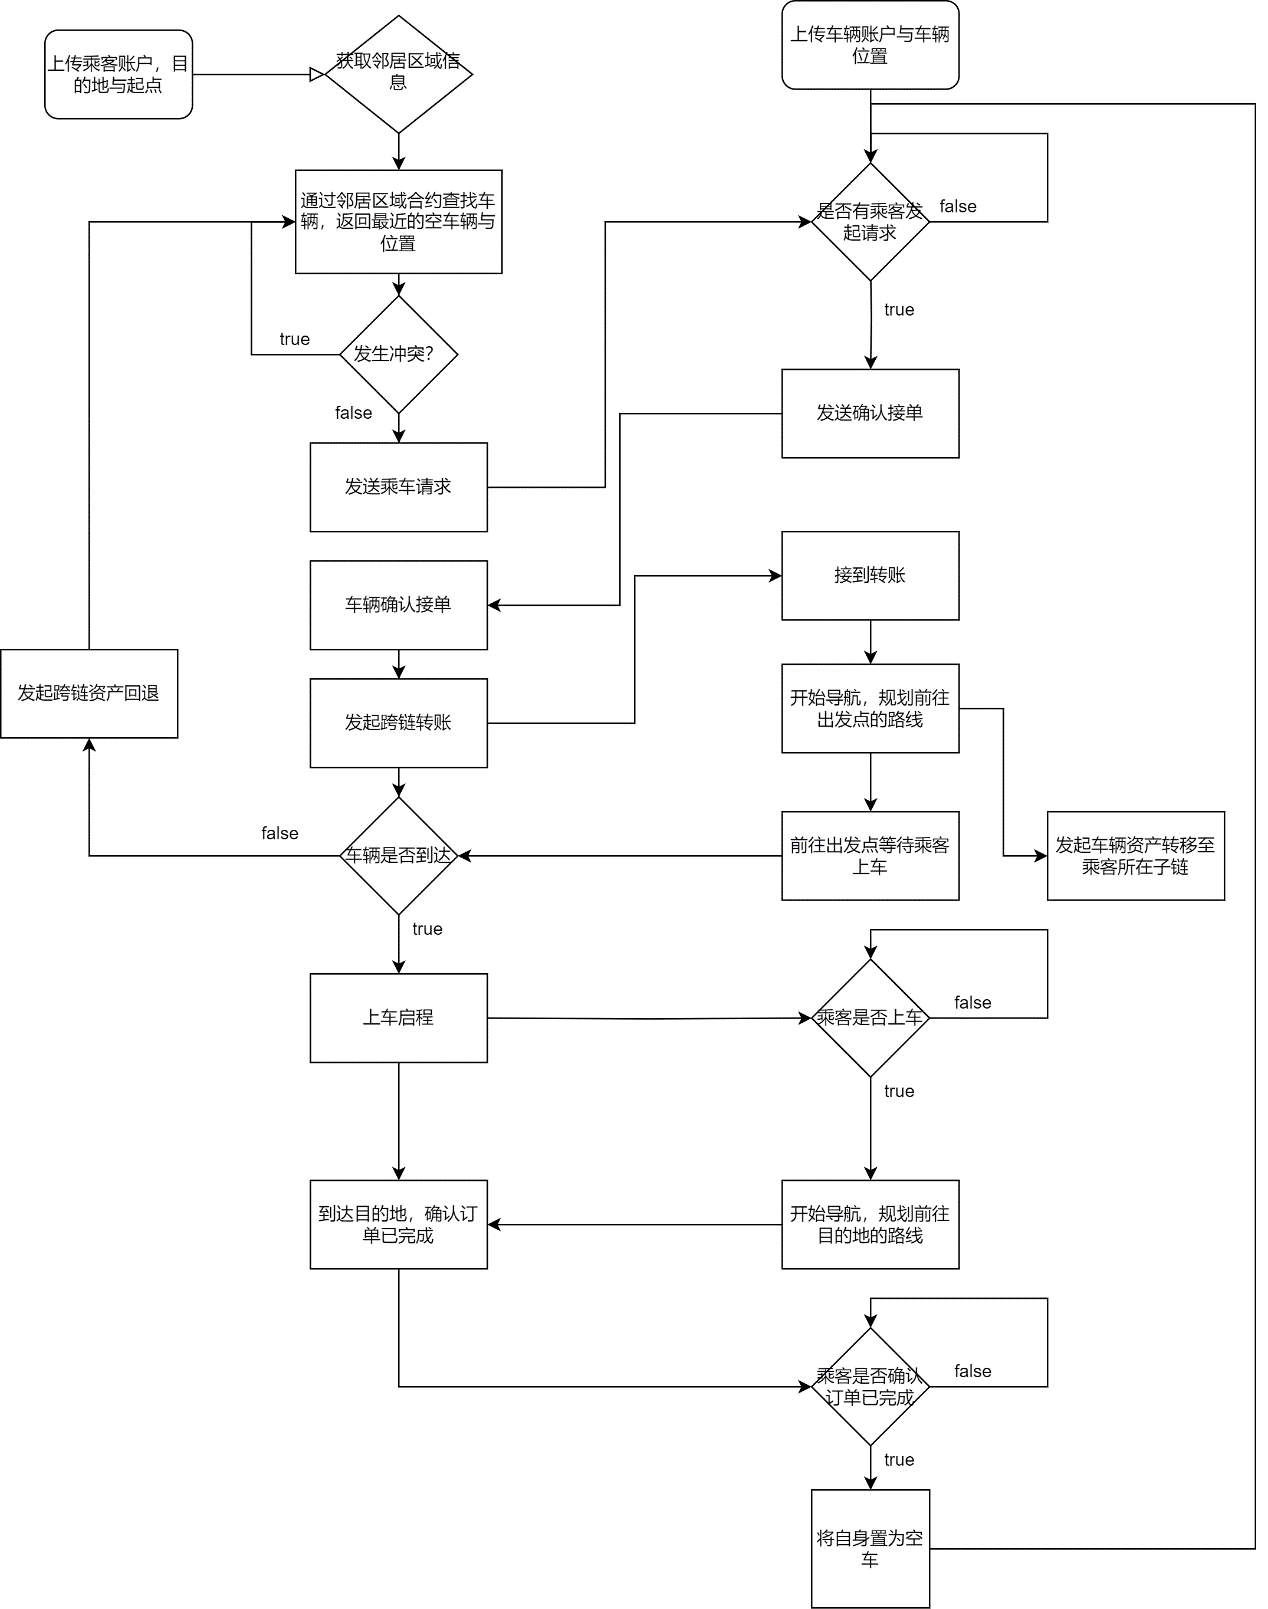 上传乘客账户，目
的地与起点
获取邻居区域信
息
上传车辆账户与车辆
位置
通过邻居区域合约查找车
辆，返回最近的空车辆与
位置
是否有乘客发
起请求
false
true
发生冲突？
true
false
发送乘车请求
发送确认接单
车辆确认接单
接到转账
发起跨链资产回退
发起跨链转账
开始导航，规划前往
出发点的路线
车辆是否到达
false
true
前往出发点等待乘客
上车
发起车辆资产转移至
乘客所在子链
上车启程
乘客是否上车
false
true
到达目的地，确认订
单已完成
开始导航，规划前往
目的地的路线
乘客是否确认
订单已完成
false
true
将自身置为空
车